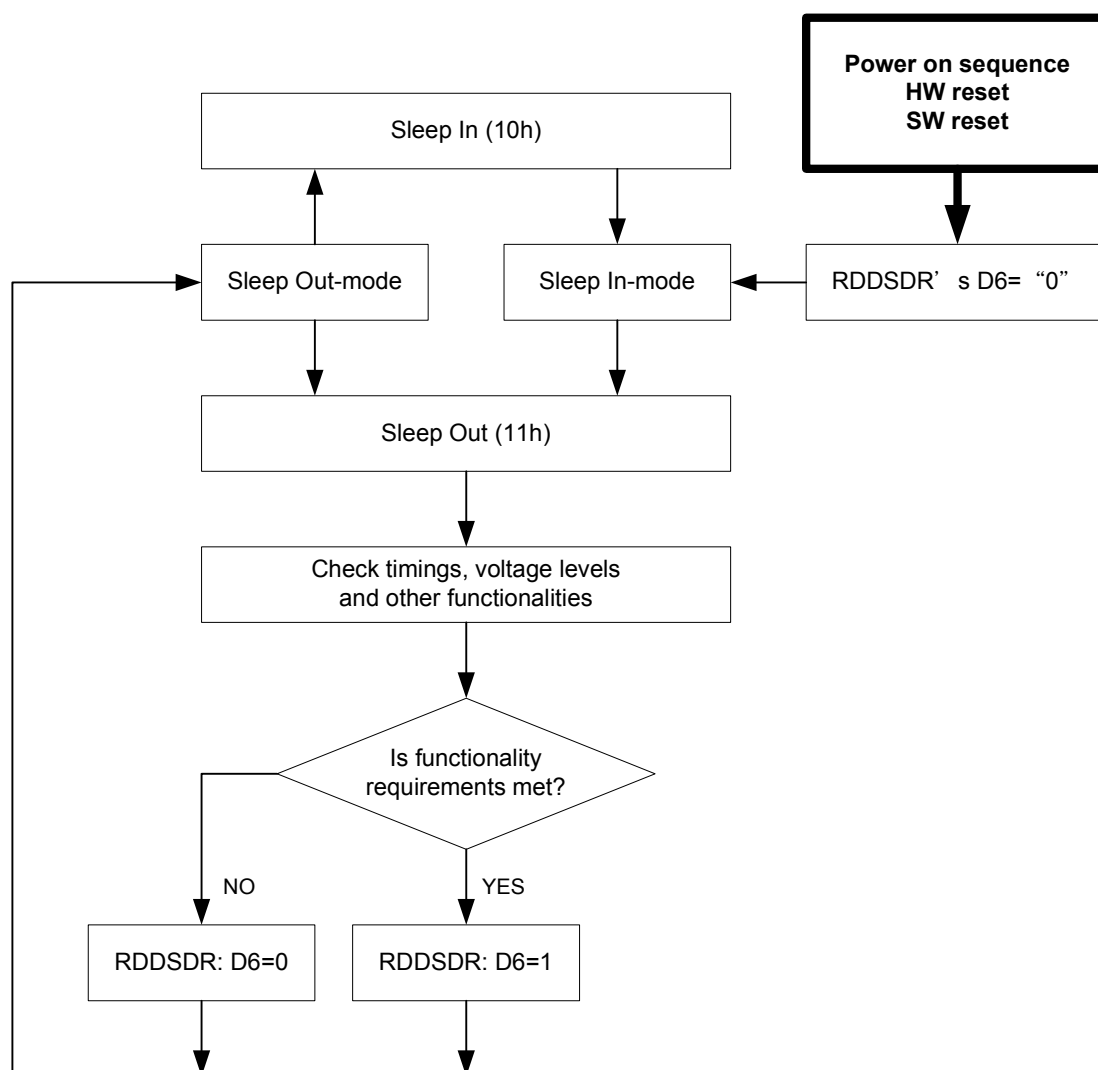 Power on sequence
HW reset
SW reset
Sleep In (10h)
Sleep Out-mode
Sleep In-mode
RDDSDR’ s D6= “0”
Sleep Out (11h)
Check timings, voltage levels
and other functionalities
Is functionality
requirements met?
NO
YES
RDDSDR: D6=0
RDDSDR: D6=1